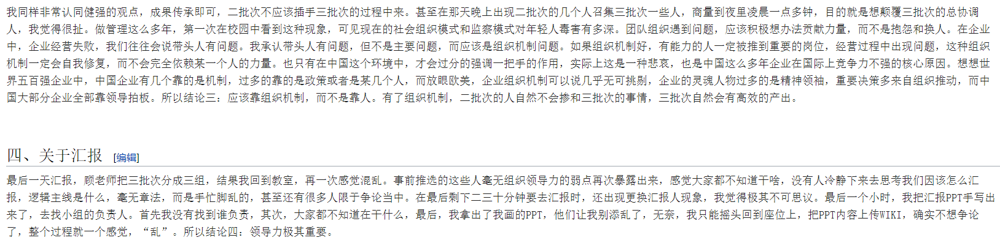 我同样非常认同健强的观点，成果传承即可，二批次不应该插手三批次的过程中来。甚至在那天晚上出现二批次的几个人召集三批次一些人，商量到夜里凌晨一点多钟，目的就是想颠覆三批次的总协调
人，我觉得很扯。做管理这么多年，第一次在校园中看到这种现象，可见现在的社会组织模式和监察模式对年轻人毒害有多深。团队组织遇到问题，应该积极想办法贡献力量，而不是抱怨和换人。在企业
中，企业经营失败，我们往往会说带头人有问题。我承认带头人有问题，但不是主要问题，而应该是组织机制问题。如果组织机制好，有能力的人一定被推到重要的岗位，经营过程中出现问题，这种组织
机制一定会自我修复，而不会完全依赖某一个人的力量。也只有在中国这个环境中，才会过分的强调一把手的作用，实际上这是一种悲哀，也是中国这么多年企业在国际上竞争力不强的核心原因。想想世
界五百强企业中，中国企业有几个靠的是机制，过多的靠的是政策或者是某几个人，而放眼欧美，企业组织机制可以说几乎无可挑剔，企业的灵魂人物过多的是精神领袖，重要决策多来自组织推动，而中
国大部分企业全部靠领导拍板。所以结论三：应该靠组织机制，而不是靠人。有了组织机制，二批次的人自然不会掺和三批次的事情，三批次自然会有高效的产出。
四、关于汇报 [编辑]
最后一天汇报，顾老师把三批次分成三组，结果我回到教室，再一次感觉混乱。事前推选的这些人毫无组织领导力的弱点再次暴露出来，感觉大家都不知道干啥，没有人冷静下来去思考我们因该怎么汇
报，逻辑主线是什么，毫无章法，而是手忙脚乱的，甚至还有很多人限于争论当中。在最后剩下二三十分钟要去汇报时，还出现更换汇报人现象，我觉得极其不可思议。最后一个小时，我把汇报PPT手写出
来了，去找小组的负责人。首先我没有找到谁负责，其次，大家都不知道在干什么，最后，我拿出了我画的PPT，他们让我别添乱了，无奈，我只能摇头回到座位上，把PPT内容上传WIKI，确实不想争论
了，整个过程就一个感觉，“乱”。所以结论四：领导力极其重要。